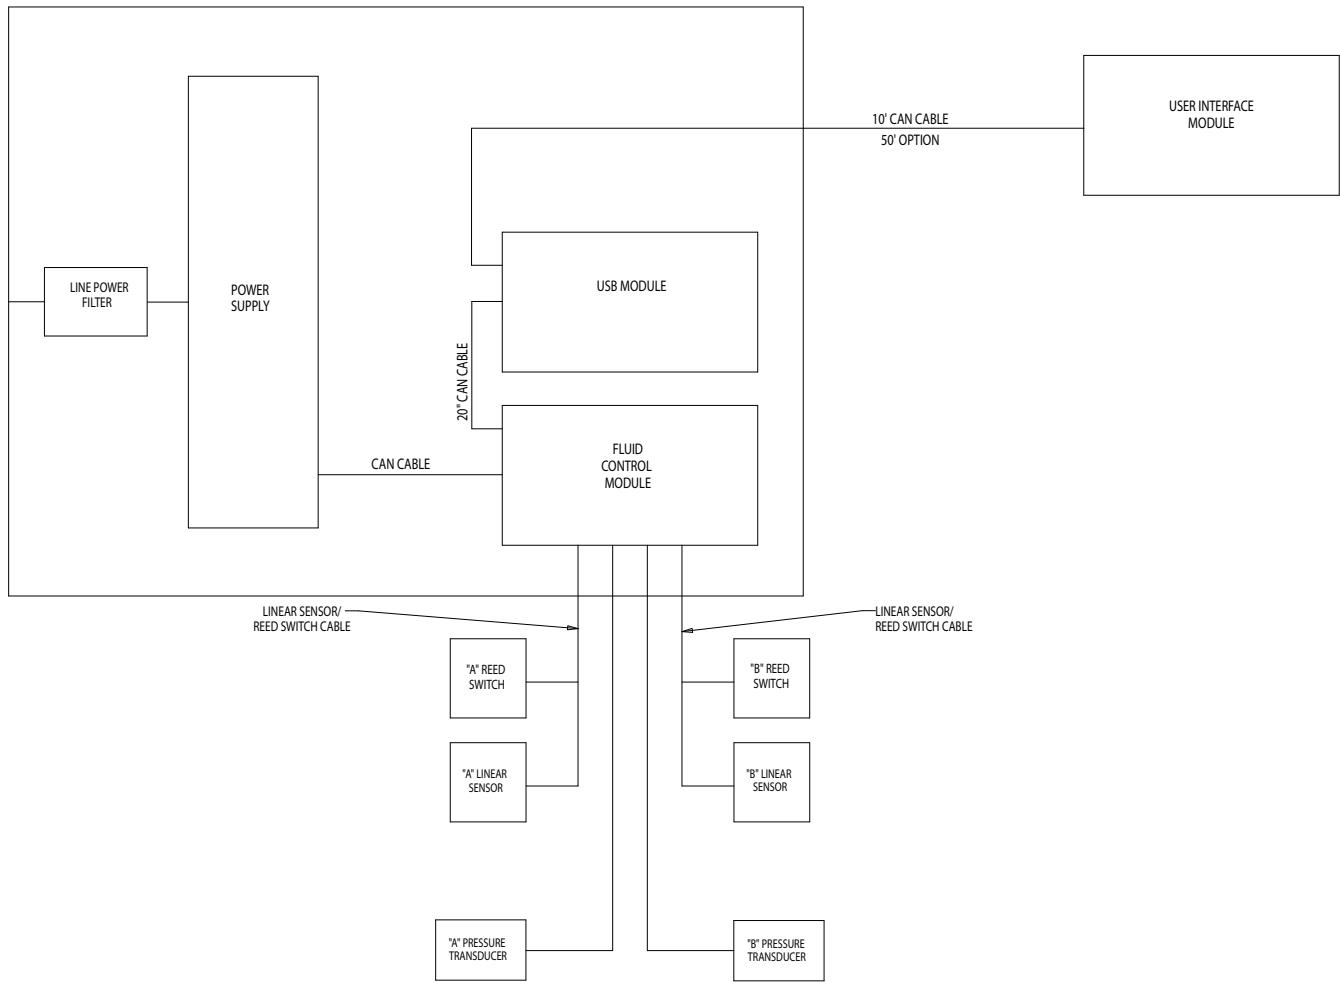 10' CAN CABLE
50' OPTION
USER INTERFACE
MODULE
LINE POWER
FILTER
POWER
SUPPLY
USB MODULE
20" CAN CABLE
CAN CABLE
FLUID
CONTROL
MODULE
LINEAR SENSOR/
REED SWITCH CABLE
LINEAR SENSOR/
REED SWITCH CABLE
"A" REED
SWITCH
"B" REED
SWITCH
"A" LINEAR
SENSOR
"B" LINEAR
SENSOR
"A" PRESSURE
TRANSDUCER
"B" PRESSURE
TRANSDUCER